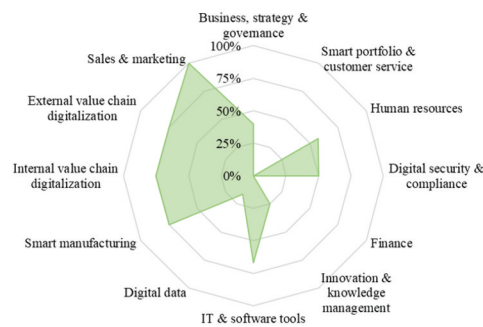 Business, strategy &
governance
100%
75%
50%
25%
0%
Smart portfolio &
customer service
Human resources
Digital security &
compliance
Finance
Innovation &
knowledge
management
IT & software tools
Digital data
Smart manufacturing
Internal value chain
digitalization
External value chain
digitalization
Sales & marketing